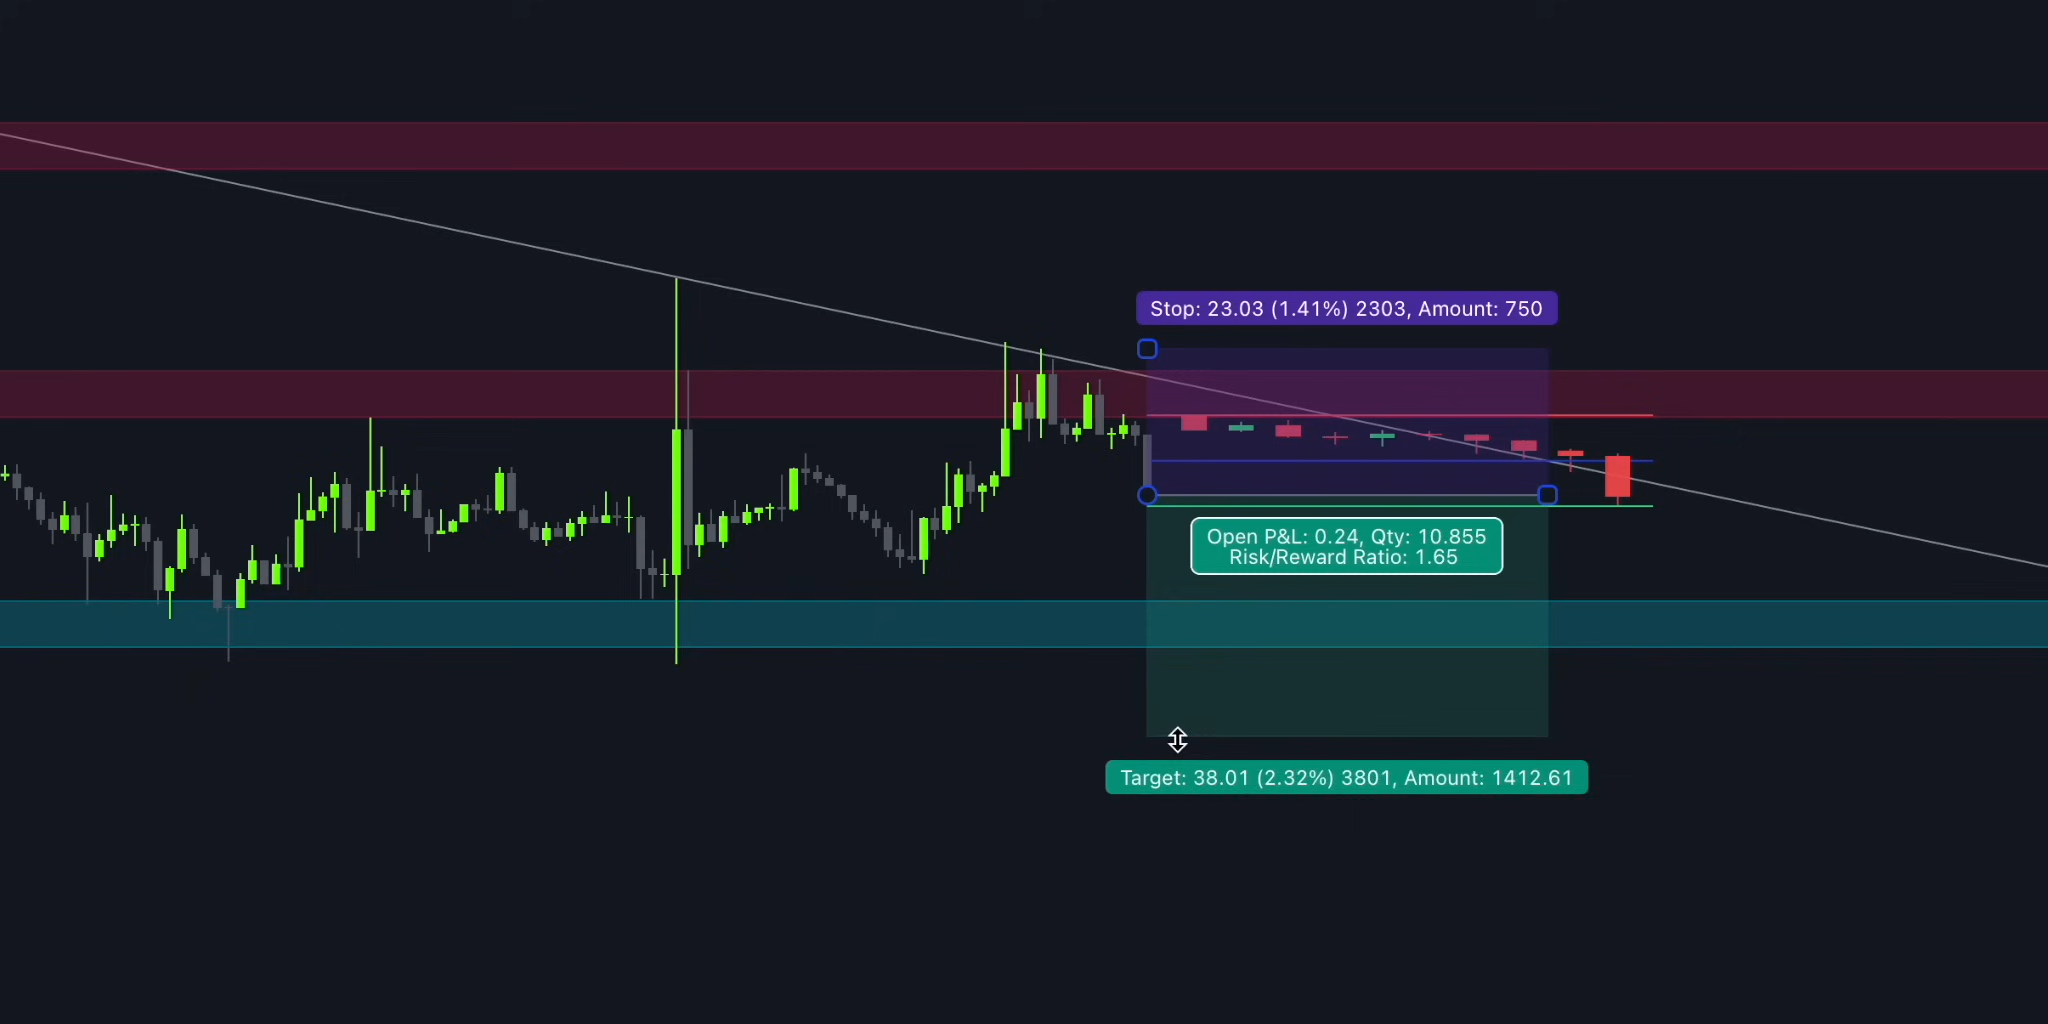 Stop: 23.03 (1.41%) 2303, Amount: 750
Open P&L: 0.24, Qty: 10.855
Risk/Reward Ratio: 1.65
Target: 38.01 (2.32%) 3801, Amount: 1412.61